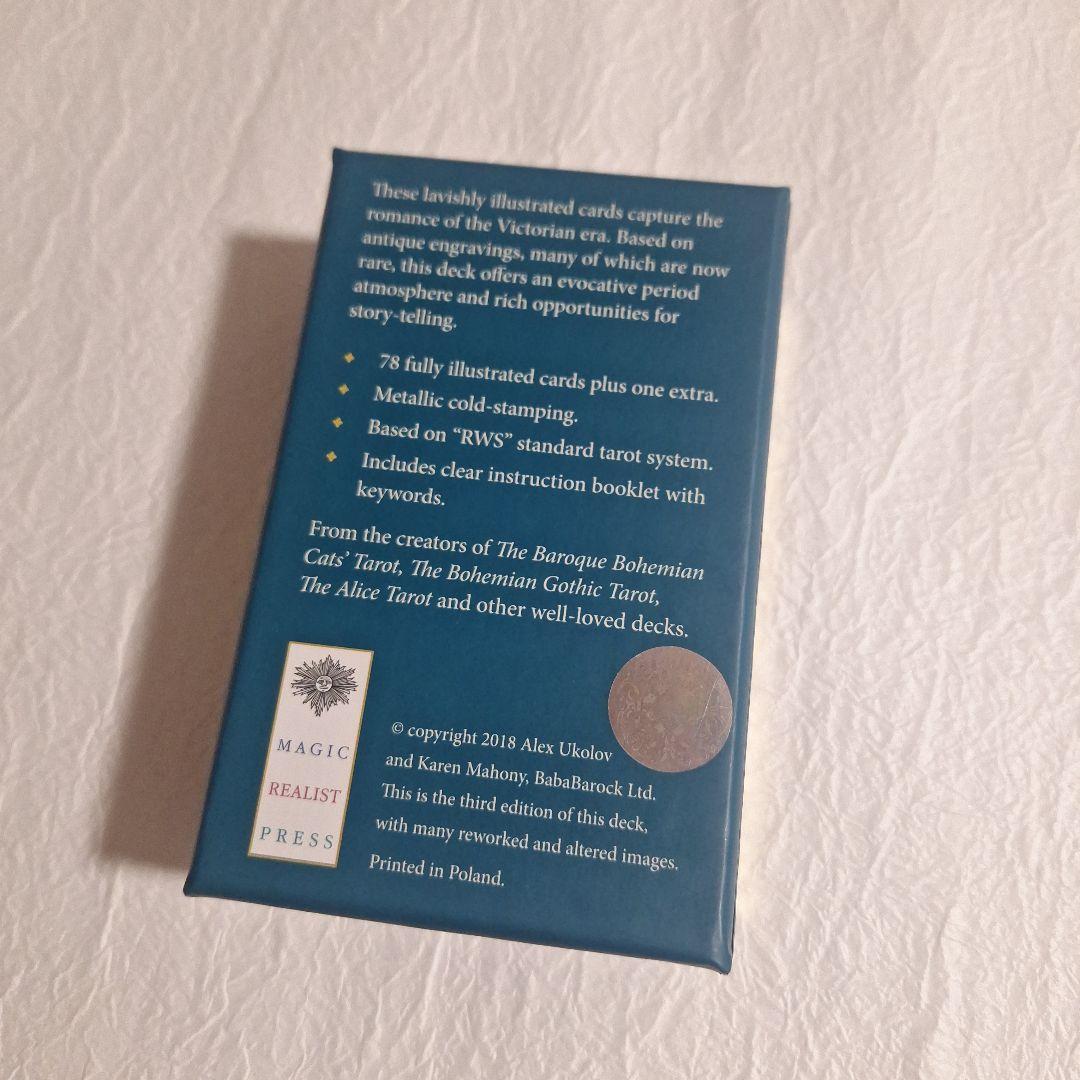 These lavishly illustrated cards capture the
romance of the Victorian era. Based on
antique engravings, many of which are now
rare, this deck offers an evocative period
atmosphere and rich opportunities for
story-telling.
78 fully illustrated cards plus one extra.
Metallic cold-stamping.
Based on “RWS” standard tarot system.
Includes clear instruction booklet with
keywords.
From the creators of The Baroque Bohemian
Cats’ Tarot, The Bohemian Gothic Tarot,
The Alice Tarot and other well-loved decks.
MAGIC
REALIST
PRESS
© copyright 2018 Alex Ukolov
and Karen Mahony, BabaBarock Ltd.
This is the third edition of this deck,
with many reworked and altered images.
Printed in Poland.